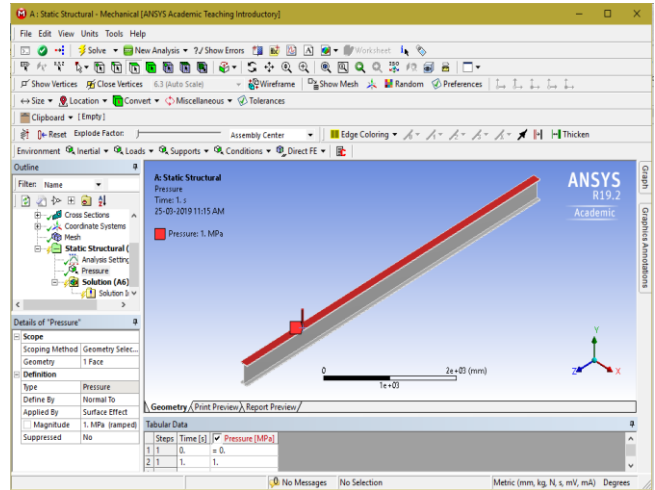 A : Static Structural - Mechanical [ANSYS Academic Teaching Introductory]
File Edit View Units Tools Help
Solve New Analysis ?/ Show Errors A Worksheet
Show Vertices Close Vertices 6.3 (Auto Scale) Wireframe Show Mesh Random Preferences
Size Location Convert Miscellaneous Tolerances
Clipboard [Empty]
Reset Explode Factor: Assembly Center Edge Coloring Thicken
Environment Inertial Loads Supports Conditions Direct FE
Outline
Filter: Name
Cross Sections
Coordinate Systems
Mesh
Static Structural (
Analysis Setting
Pressure
Solution (A6)
Solution I
Details of "Pressure"
Scope
Scoping Method Geometry Selec...
Geometry 1 Face
Definition
Type Pressure
Define By Normal To
Applied By Surface Effect
Magnitude 1. MPa (ramped)
Suppressed No
A: Static Structural
Pressure
Time: 1. s
25-03-2019 11:15 AM
Pressure: 1. MPa
ANSYS
R19.2
Academic
0 2e+03 (mm)
1e+03
Y
Z X
Geometry Print Preview Report Preview
Graph
Graphics Annotations
Tabular Data
Steps Time [s] Pressure [MPa]
1 1 0. = 0.
2 1 1. 1.
No Messages No Selection Metric (mm, kg, N, s, mV, mA) Degrees